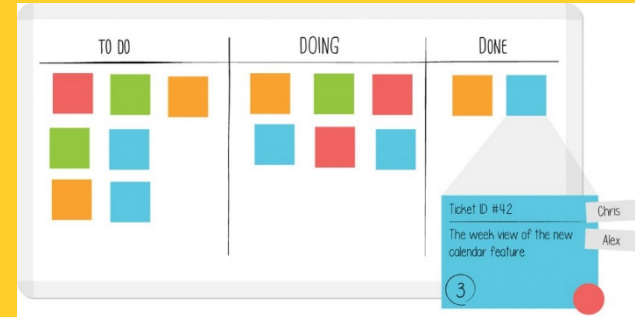 TO DO
DOING
DONE
Ticket ID #42
Chris
The week view of the new
Alex
calendar feature
3